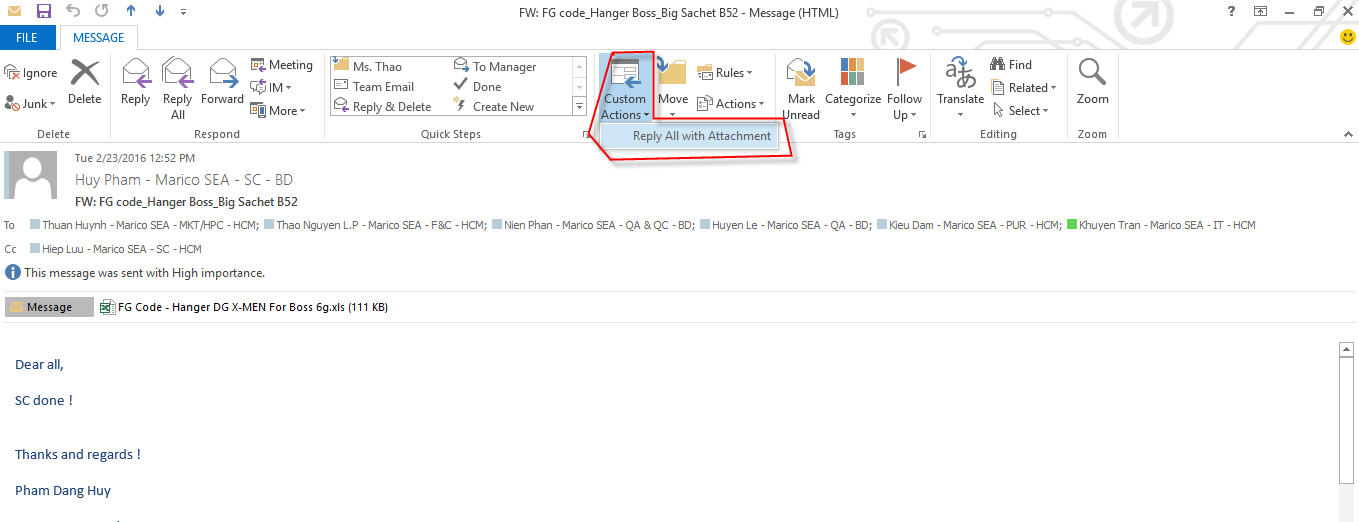 FW: FG code_Hanger Boss_Big Sachet B52 - Message (HTML)
?
FILE MESSAGE
Ignore
Junk
Delete
Delete
Reply
Reply All
Forward
Meeting
IM
More
Respond
Ms. Thao
Team Email
Reply & Delete
To Manager
Done
Create New
Quick Steps
Custom Actions
Reply All with Attachment
Move
Rules
Actions
Mark Unread
Categorize
Follow Up
Tags
Translate
Find
Related
Select
Editing
Zoom
Zoom
Tue 2/23/2016 12:52 PM
Huy Pham - Marico SEA - SC - BD
FW: FG code_Hanger Boss_Big Sachet B52
To Thuan Huynh - Marico SEA - MKT/HPC - HCM; Thao Nguyen L.P - Marico SEA - F&C - HCM; Nien Phan - Marico SEA - QA & QC - BD; Huyen Le - Marico SEA - QA - BD; Kieu Dam - Marico SEA - PUR - HCM; Khuyen Tran - Marico SEA - IT - HCM
Cc Hiep Luu - Marico SEA - SC - HCM
This message was sent with High importance.
Message FG Code - Hanger DG X-MEN For Boss 6g.xls (111 KB)
Dear all,
SC done !
Thanks and regards !
Pham Dang Huy